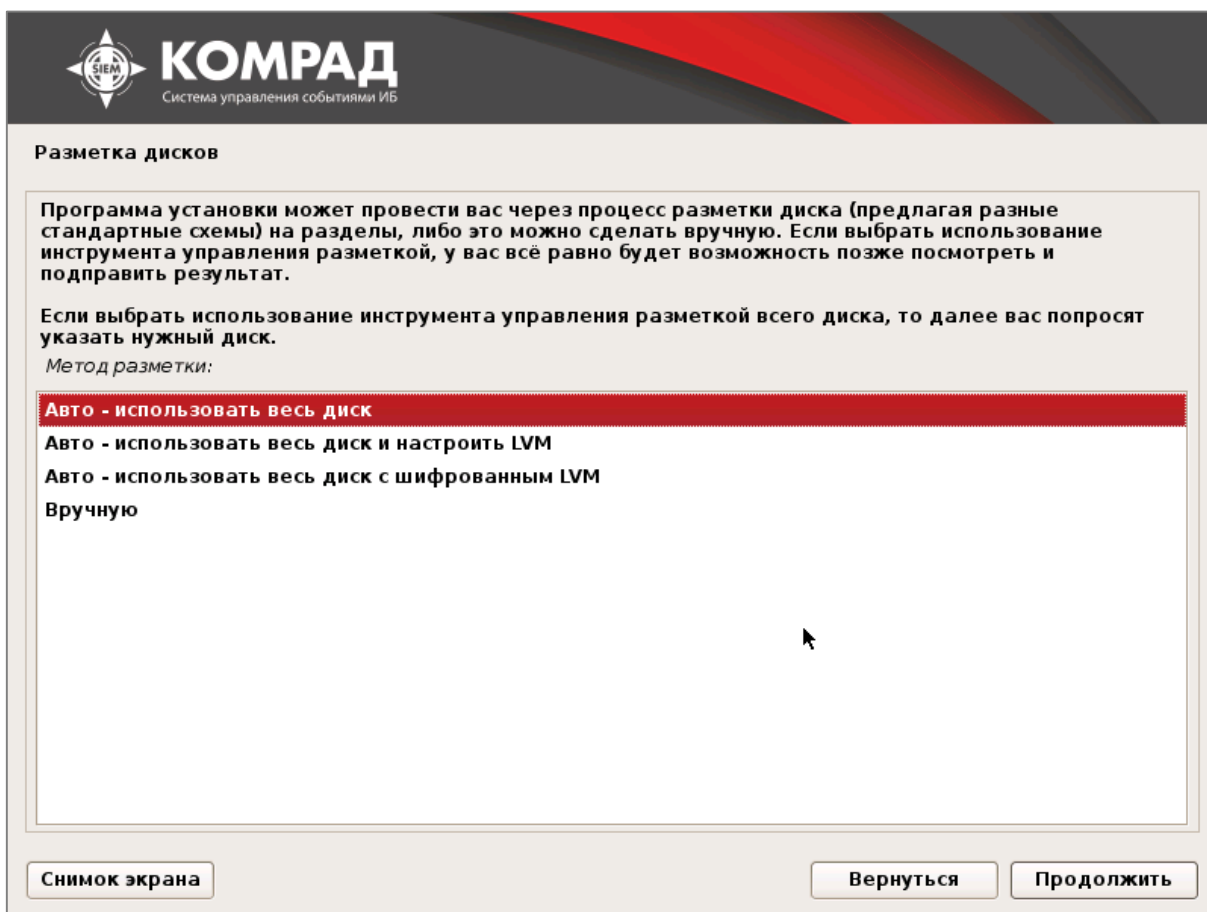 SIEM
КОМРАД
Система управления событиями ИБ
Разметка дисков
Программа установки может провести вас через процесс разметки диска (предлагая разные
стандартные схемы) на разделы, либо это можно сделать вручную. Если выбрать использование
инструмента управления разметкой, у вас всё равно будет возможность позже посмотреть и
подправить результат.
Если выбрать использование инструмента управления разметкой всего диска, то далее вас попросят
указать нужный диск.
Метод разметки:
Авто - использовать весь диск
Авто - использовать весь диск и настроить LVM
Авто - использовать весь диск с шифрованным LVM
Вручную
Снимок экрана
Вернуться
Продолжить